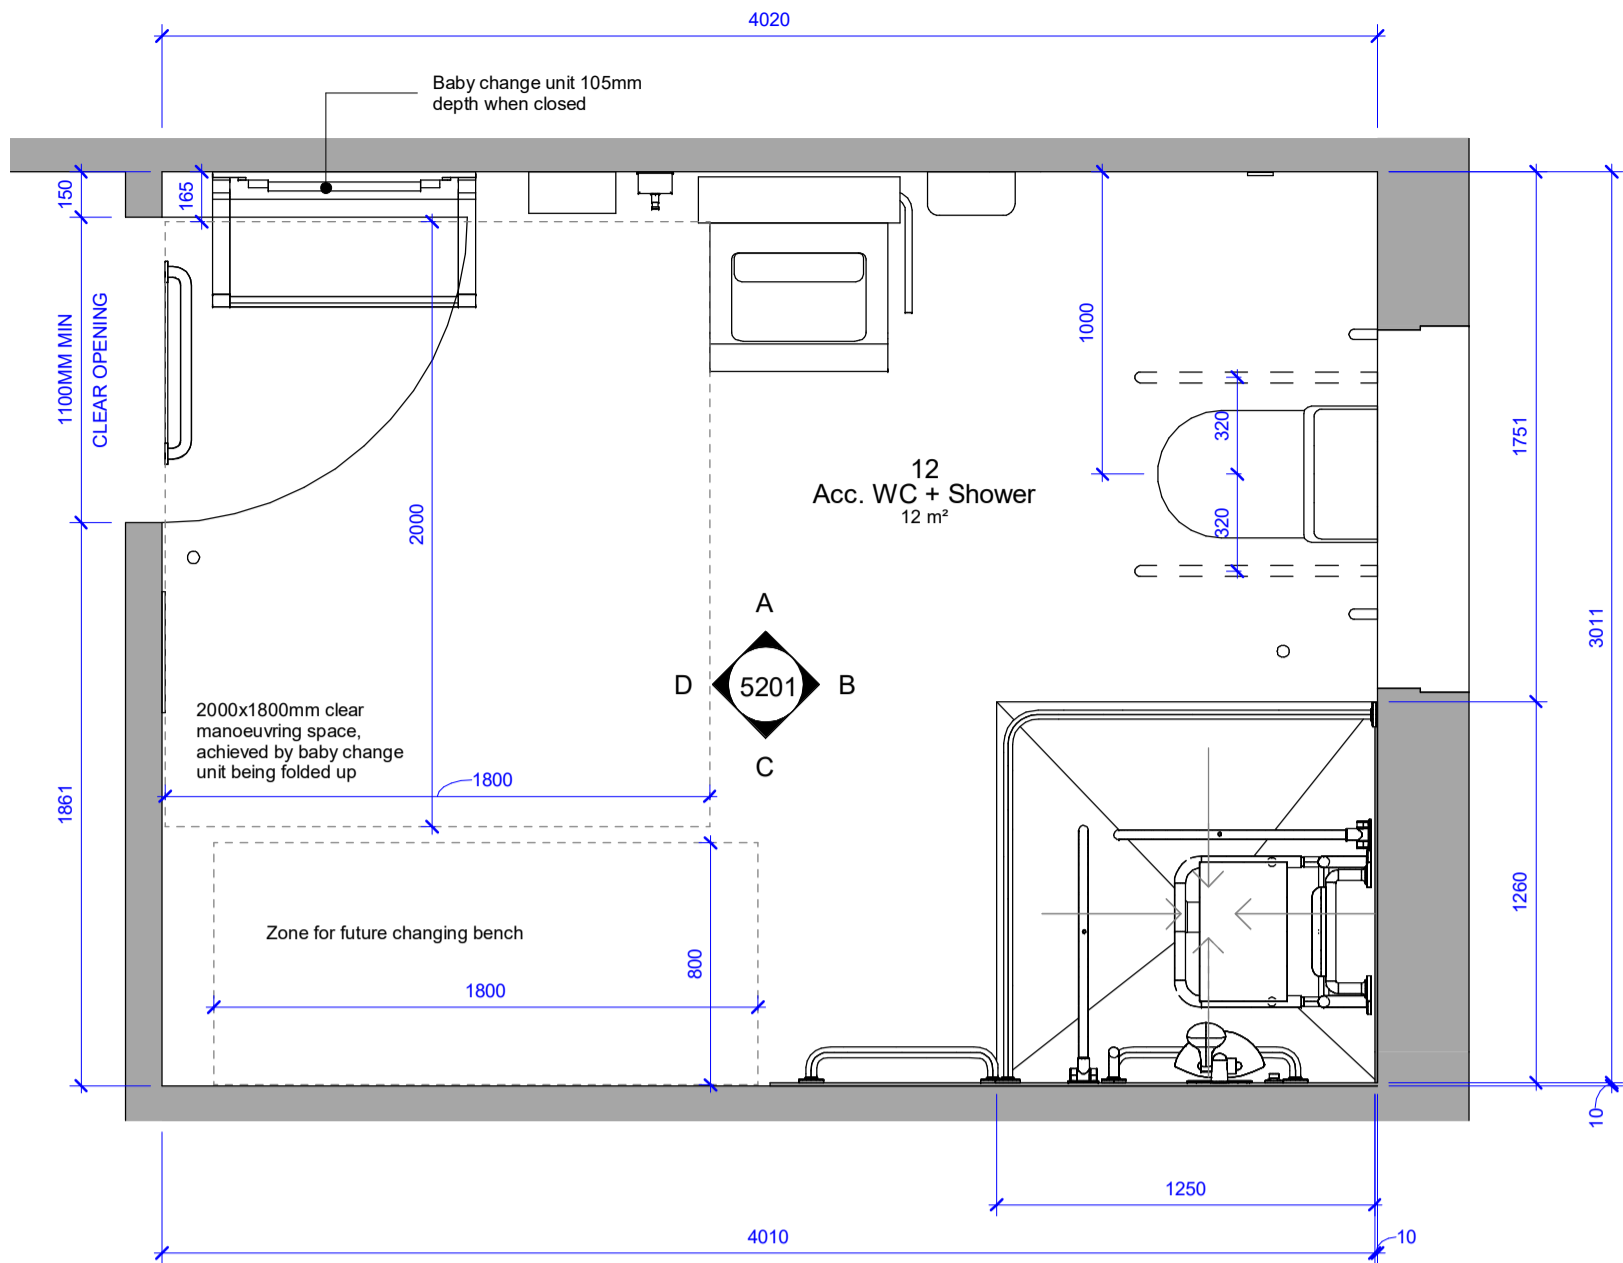 4020
Baby change unit 105mm
depth when closed
150
165
1100MM MIN
CLEAR OPENING
1000
320
320
1751
3011
2000
12
Acc. WC + Shower
12 m²
A
D
5201
B
C
2000x1800mm clear
manoeuvring space,
achieved by baby change
unit being folded up
1800
1861
Zone for future changing bench
800
1800
1260
10
1250
4010
10